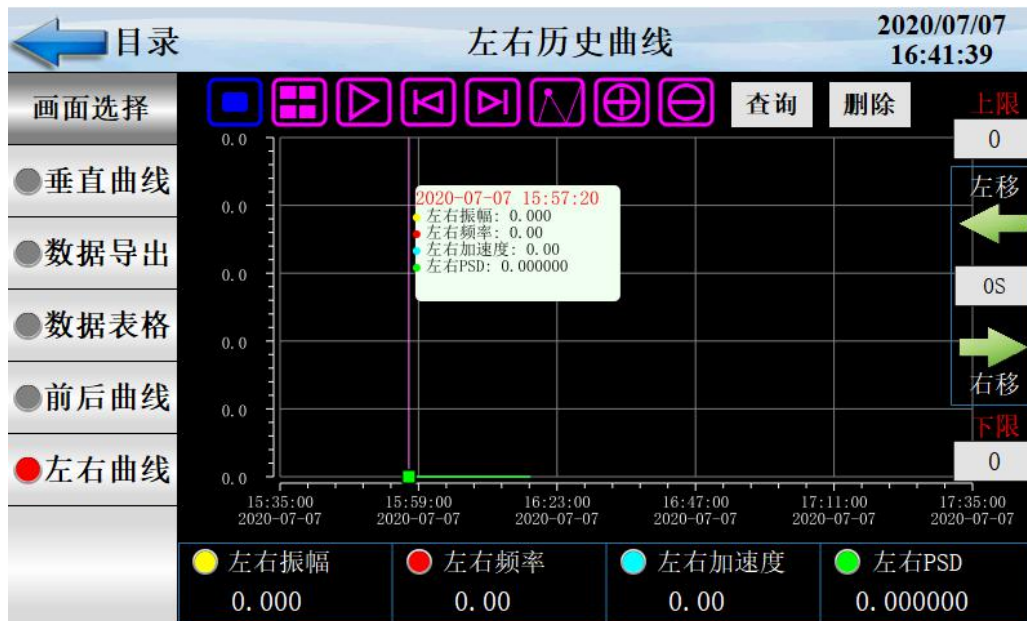 目录
左右历史曲线
2020/07/07
16:41:39
画面选择
垂直曲线
数据导出
数据表格
前后曲线
左右曲线
查询
删除
上限
0
左移
0S
右移
下限
0
0.0
0.0
0.0
0.0
0.0
0.0
2020-07-07 15:57:20
左右振幅: 0.000
左右频率: 0.00
左右加速度: 0.00
左右PSD: 0.000000
15:35:00
2020-07-07
15:59:00
2020-07-07
16:23:00
2020-07-07
16:47:00
2020-07-07
17:11:00
2020-07-07
17:35:00
2020-07-07
左右振幅
0.000
左右频率
0.00
左右加速度
0.00
左右PSD
0.000000